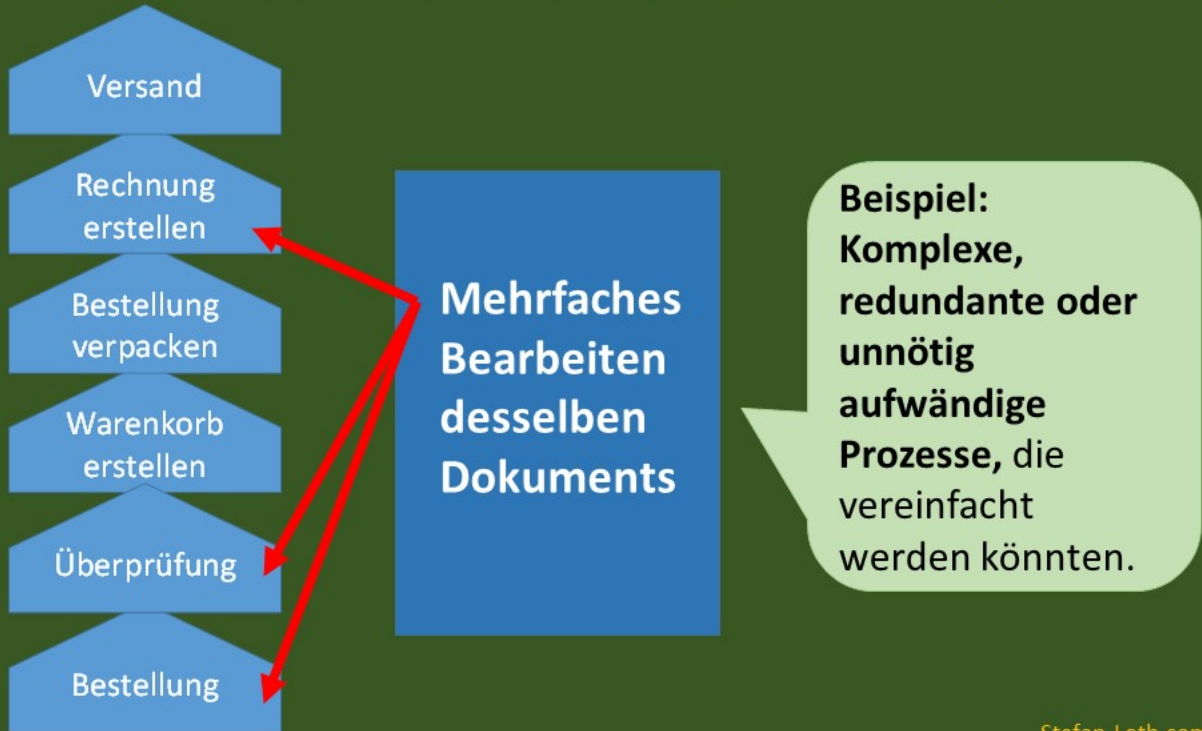 Versand
Rechnung
erstellen
Bestellung
verpacken
Warenkorb
erstellen
Überprüfung
Bestellung
Mehrfaches
Bearbeiten
desselben
Dokuments
Beispiel:
Komplexe,
redundante oder
unnötig
aufwändige
Prozesse, die
vereinfacht
werden könnten.